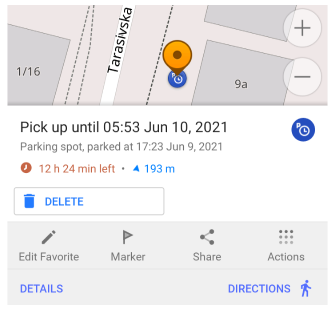 Tarasivska
1/16
9a
Pick up until 05:53 Jun 10, 2021
Parking spot, parked at 17:23 Jun 9, 2021
12 h 24 min left • 193 m
DELETE
Edit Favorite Marker Share Actions
DETAILS DIRECTIONS